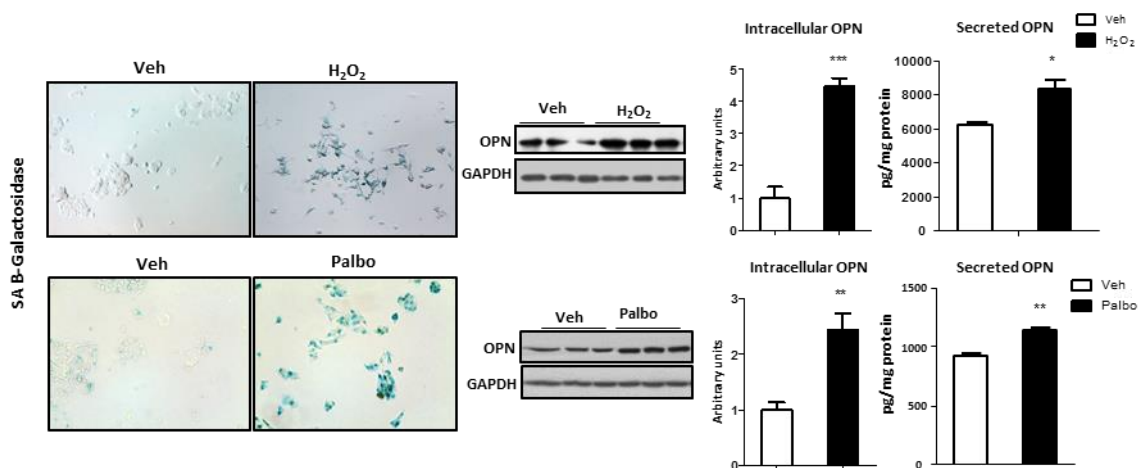 SA B-Galactosidase
Veh
H₂O₂
Veh
H₂O₂
OPN
GAPDH
Intracellular OPN
***
Arbitrary units
5
4
3
2
1
0
Secreted OPN
Veh
H₂O₂
*
pg/mg protein
10000
8000
6000
4000
2000
0
Veh
Palbo
Veh
Palbo
OPN
GAPDH
Intracellular OPN
**
Arbitrary units
3
2
1
0
Secreted OPN
Veh
Palbo
**
pg/mg protein
1500
1000
500
0